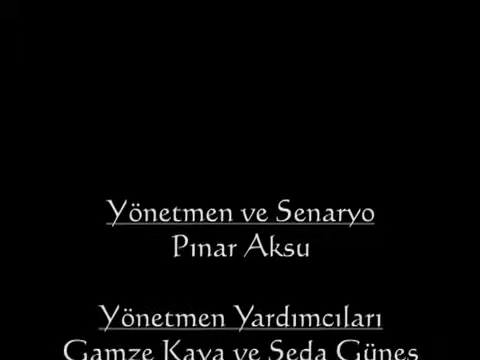 Yönetmen ve Senaryo
Pınar Aksu
Yönetmen Yardımcıları
Gamze Kaya ve Seda Güneş